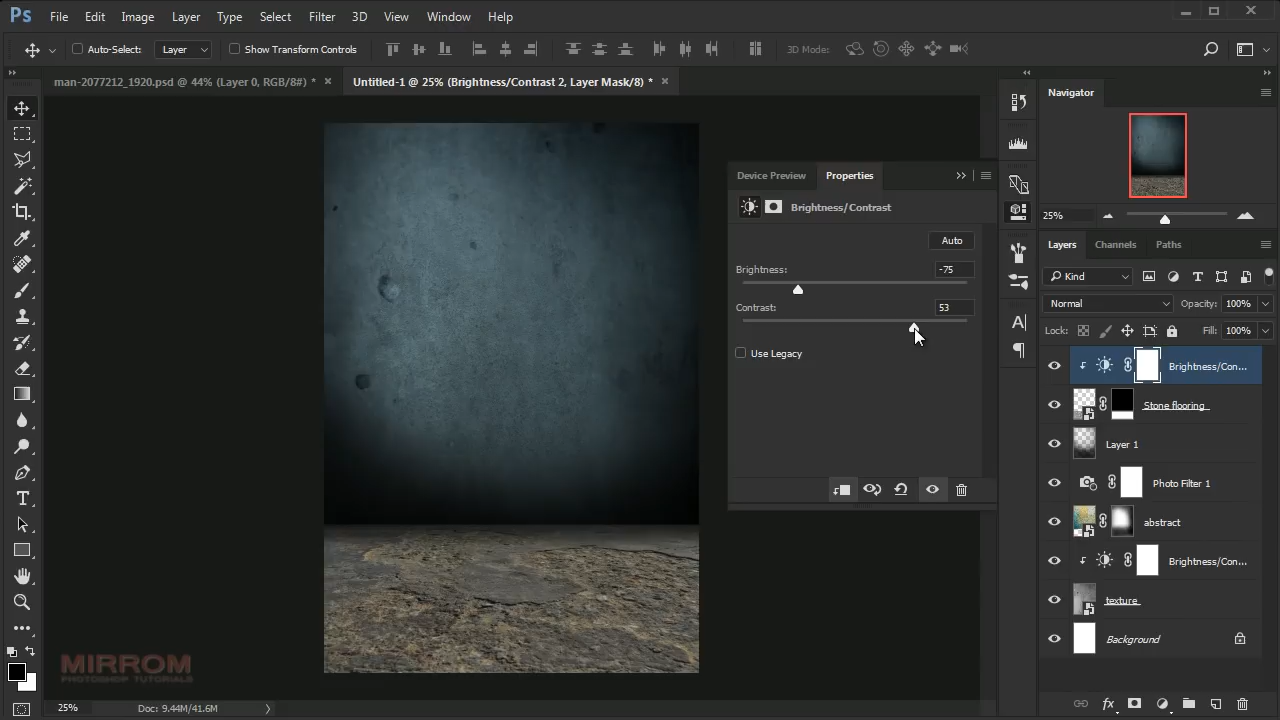 Ps File Edit Image Layer Type Select Filter 3D View Window Help
Auto-Select: Layer Show Transform Controls 3D Mode:
man-2077212_1920.psd @ 44% (Layer 0, RGB/8#) * Untitled-1 @ 25% (Brightness/Contrast 2, Layer Mask/8) *
Navigator
Device Preview Properties
Brightness/Contrast
25%
Auto
Layers Channels Paths
Brightness: -75
Kind
Contrast: 53
Normal Opacity: 100%
Lock: Fill: 100%
Use Legacy
Brightness/Con...
Stone flooring
Layer 1
Photo Filter 1
abstract
Brightness/Con...
texture
Background
MIRROM
PHOTOSHOP TUTORIALS
25% Doc: 9.44M/41.6M